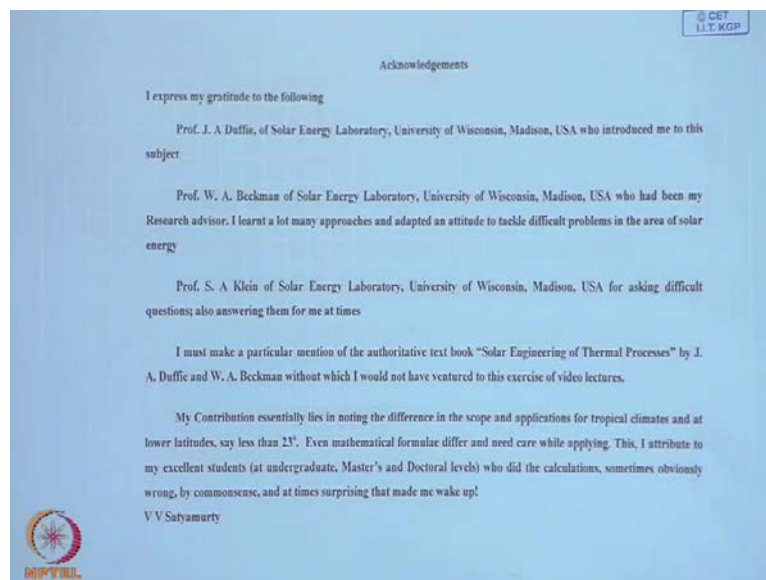 © CET
I.I.T. KGP
Acknowledgements
I express my gratitude to the following
Prof. J. A Duffie, of Solar Energy Laboratory, University of Wisconsin, Madison, USA who introduced me to this
subject
Prof. W. A. Beckman of Solar Energy Laboratory, University of Wisconsin, Madison, USA who had been my
Research advisor. I learnt a lot many approaches and adapted an attitude to tackle difficult problems in the area of solar
energy
Prof. S. A Klein of Solar Energy Laboratory, University of Wisconsin, Madison, USA for asking difficult
questions; also answering them for me at times
I must make a particular mention of the authoritative text book “Solar Engineering of Thermal Processes” by J.
A. Duffie and W. A. Beckman without which I would not have ventured to this exercise of video lectures.
My Contribution essentially lies in noting the difference in the scope and applications for tropical climates and at
lower latitudes, say less than 23°. Even mathematical formulae differ and need care while applying. This, I attribute to
my excellent students (at undergraduate, Master's and Doctoral levels) who did the calculations, sometimes obviously
wrong, by commonsense, and at times surprising that made me wake up!
V V Satyamurty
NPTEL